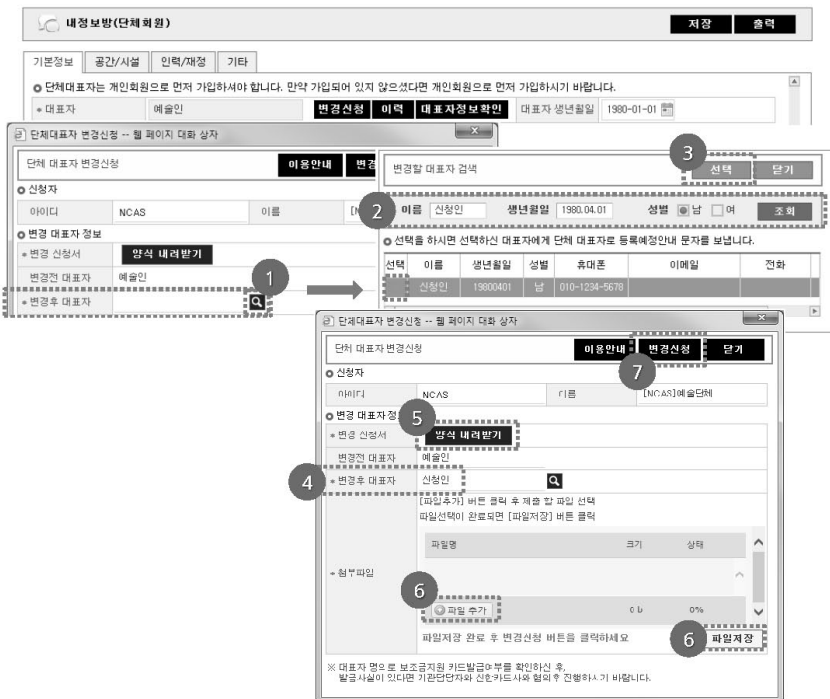 내정보방(단체회원)
저장 출력
기본정보 공간/시설 인력/재정 기타
단체대표자는 개인회원으로 먼저 가입하셔야 합니다. 만약 가입되어 있지 않으셨다면 개인회원으로 먼저 가입하시기 바랍니다.
* 대표자 예술인 변경신청 이력 대표자정보확인 대표자 생년월일 1980-01-01
단체대표자 변경신청 -- 웹 페이지 대화 상자
단체 대표자 변경신청 이용안내 변경
신청자
아이디 NCAS 이름
변경 대표자 정보
* 변경 신청서 양식 내려받기
변경전 대표자 예술인
1
* 변경후 대표자
변경할 대표자 검색
3
선택 닫기
2
이름 신청인 생년월일 1980.04.01 성별 남 여 조회
선택을 하시면 선택하신 대표자에게 단체 대표자로 등록예정안내 문자를 보냅니다.
선택 이름 생년월일 성별 휴대폰 이메일 전화
신청인 19800401 남 010-1234-5678
단체대표자 변경신청 -- 웹 페이지 대화 상자
단체 대표자 변경신청 이용안내 변경신청 닫기
7
신청자
아이디 NCAS 이름 [NCAS]예술단체
변경 대표자 정보
5
* 변경 신청서 양식 내려받기
변경전 대표자 예술인
4
* 변경후 대표자 신청인
[파일추가] 버튼 클릭 후 제출 할 파일 선택
파일선택이 완료되면 [파일저장] 버튼 클릭
파일명 크기 상태
* 첨부파일
6
파일 추가 0 b 0%
파일저장 완료 후 변경신청 버튼을 클릭하세요
6
파일저장
※ 대표자 명으로 보조금지원 카드발급여부를 확인하신 후,
발급사실이 있다면 기관담당자와 신한카드사와 협의 후 진행하시기 바랍니다.